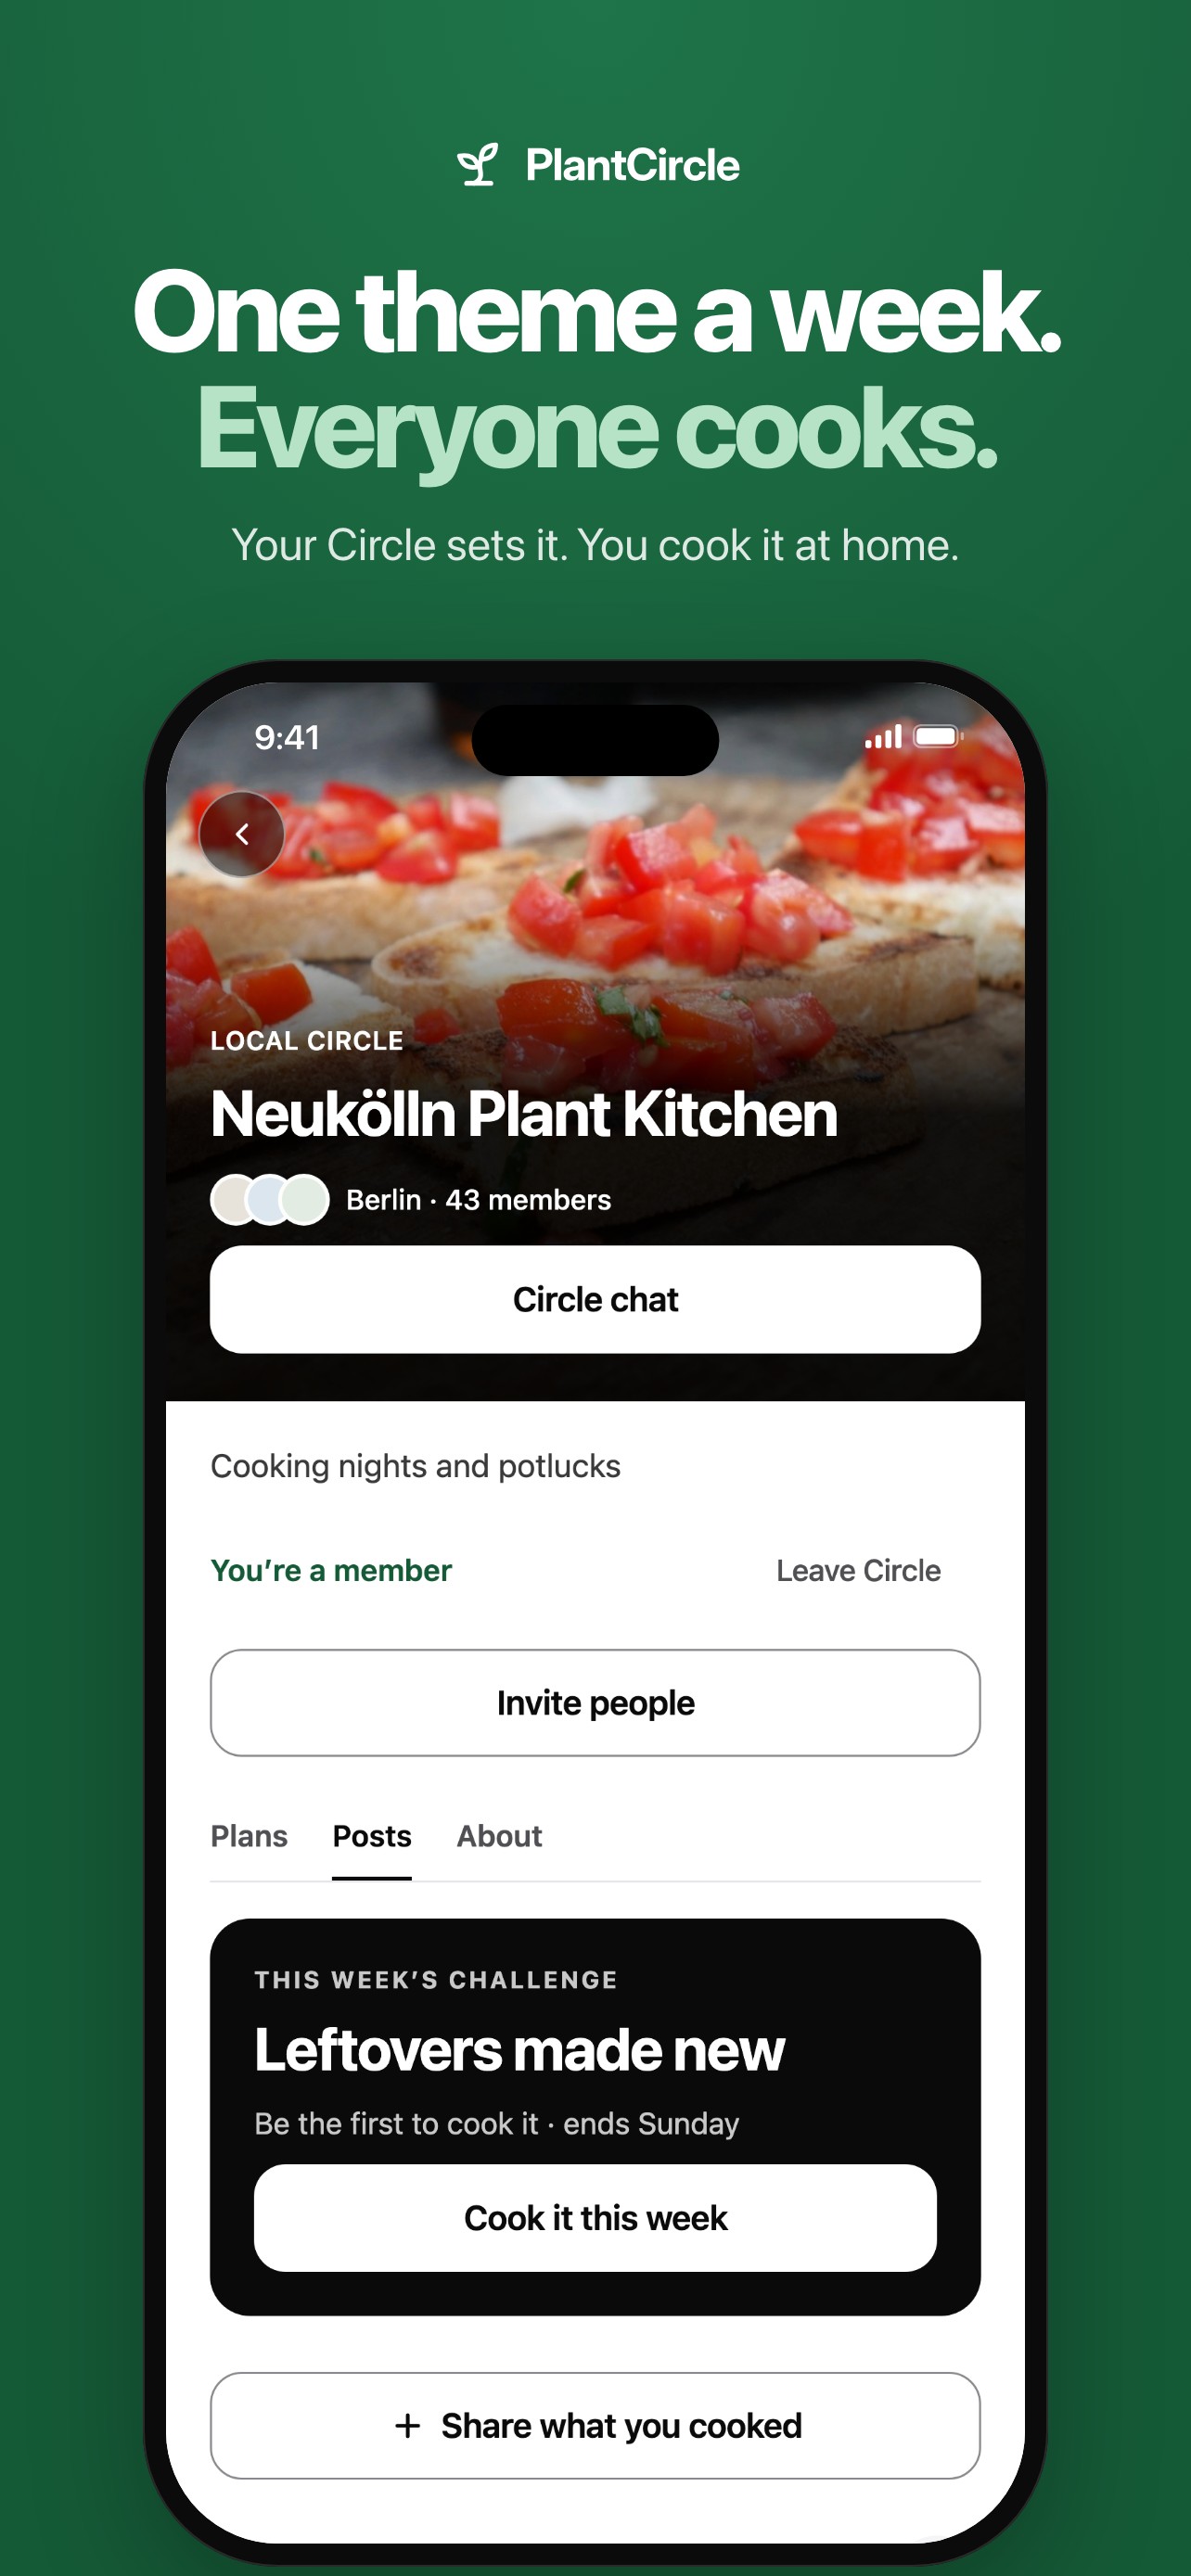 PlantCircle
One theme a week.
Everyone cooks.
Your Circle sets it. You cook it at home.
9:41
LOCAL CIRCLE
Neukölln Plant Kitchen
Berlin · 43 members
Circle chat
Cooking nights and potlucks
You’re a member
Leave Circle
Invite people
Plans Posts About
THIS WEEK’S CHALLENGE
Leftovers made new
Be the first to cook it · ends Sunday
Cook it this week
+ Share what you cooked